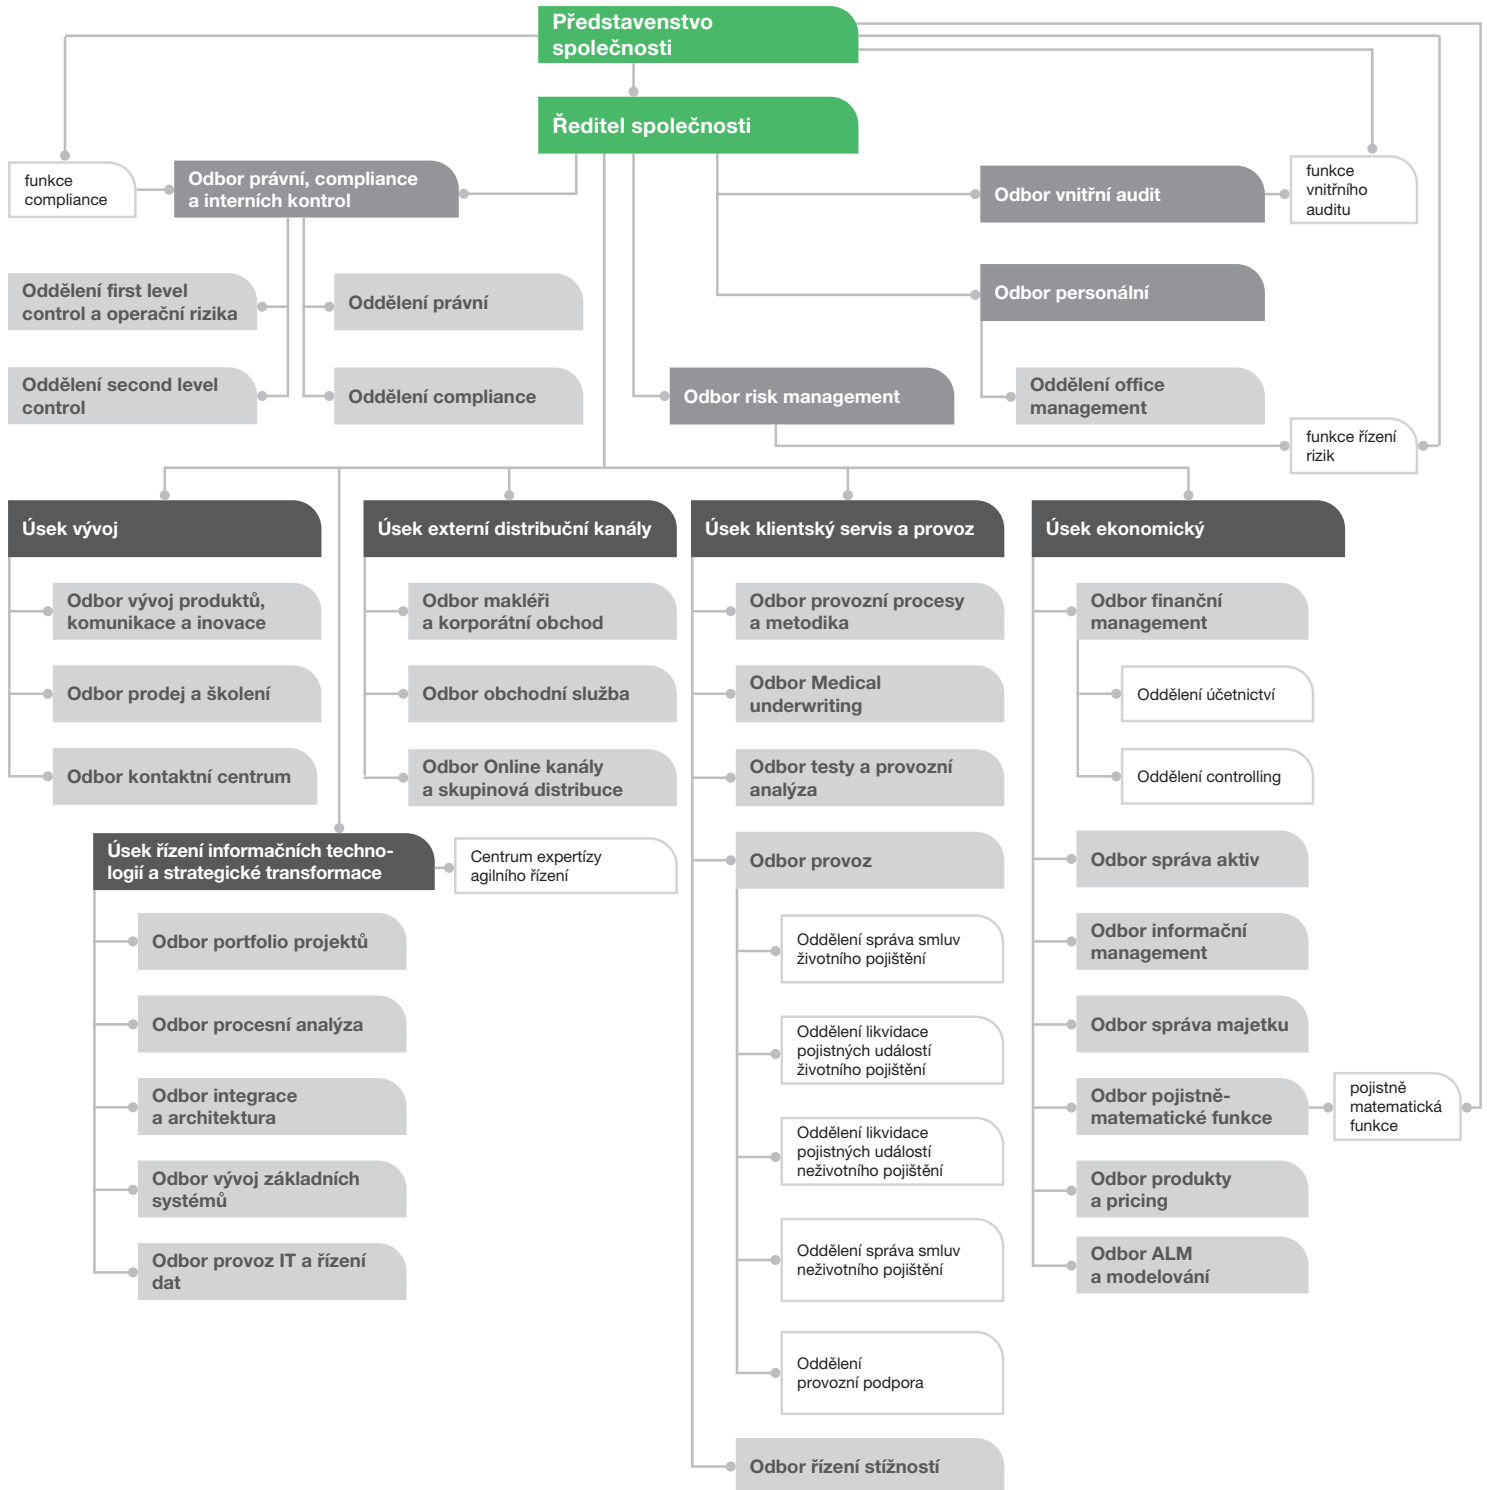 Představenstvo
společnosti
Ředitel společnosti
funkce
compliance
Odbor právní, compliance
a interních kontrol
Odbor vnitřní audit
funkce
vnitřního
auditu
Oddělení first level
control a operační rizika
Oddělení právní
Odbor personální
Oddělení second level
control
Oddělení compliance
Odbor risk management
Oddělení office
management
funkce řízení
rizik
Úsek vývoj
Odbor vývoj produktů,
komunikace a inovace
Odbor prodej a školení
Odbor kontaktní centrum
Úsek externí distribuční kanály
Odbor makléři
a korporátní obchod
Odbor obchodní služba
Odbor Online kanály
a skupinová distribuce
Úsek řízení informačních techno-
logií a strategické transformace
Centrum expertízy
agilního řízení
Odbor portfolio projektů
Odbor procesní analýza
Odbor integrace
a architektura
Odbor vývoj základních
systémů
Odbor provoz IT a řízení
dat
Úsek klientský servis a provoz
Odbor provozní procesy
a metodika
Odbor Medical
underwriting
Odbor testy a provozní
analýza
Odbor provoz
Oddělení správa smluv
životního pojištění
Oddělení likvidace
pojistných událostí
životního pojištění
Oddělení likvidace
pojistných událostí
neživotního pojištění
Oddělení správa smluv
neživotního pojištění
Oddělení
provozní podpora
Odbor řízení stížností
Úsek ekonomický
Odbor finanční
management
Oddělení účetnictví
Oddělení controlling
Odbor správa aktiv
Odbor informační
management
Odbor správa majetku
Odbor pojistně-
matematické funkce
pojistně
matematická
funkce
Odbor produkty
a pricing
Odbor ALM
a modelování